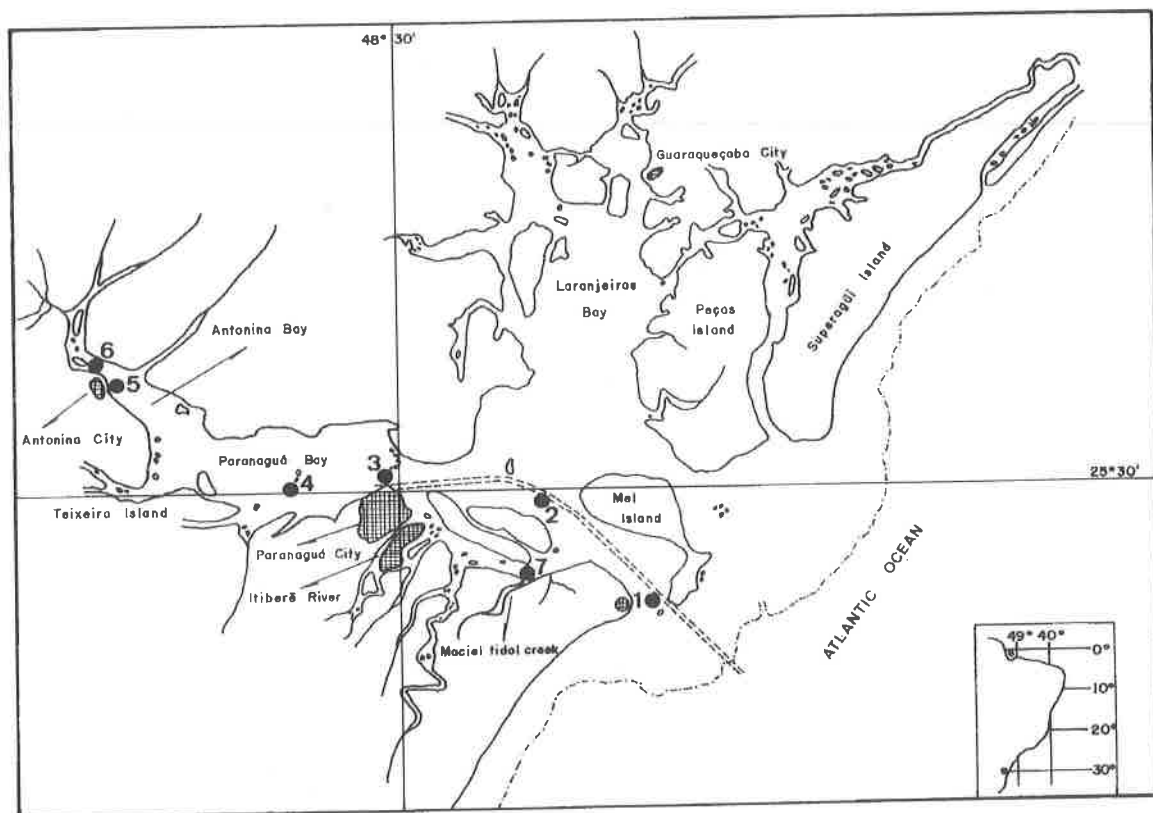 48° 30'
Guaraqueçaba City
Laranjeiras
Bay
Peças
island
Superagüi Island
Antonina Bay
6
5
Antonina City
Paranaguá Bay
3
4
25° 30'
Teixeira Island
2
Mel
Island
Paranaguá City
7
Itiberê River
1
ATLANTIC OCEAN
Maciel tidal creek
49° 40°
0°
10°
20°
30°